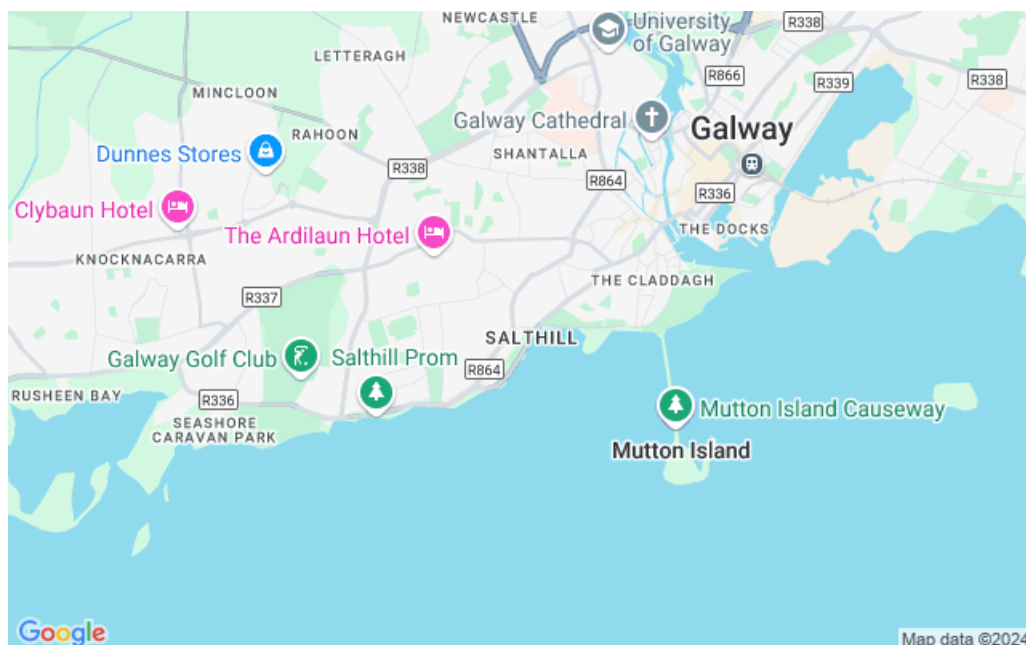 NEWCASTLE
University
of Galway
R338
LETTERAGH
R866
R339
R338
MINCLOON
Galway Cathedral
Galway
RAHOON
Dunnes Stores
SHANTALLA
R338
R864
R336
Clybaun Hotel
The Ardilaun Hotel
THE DOCKS
KNOCKNACARRA
THE CLADDAGH
R337
SALTHILL
Galway Golf Club
Salthill Prom
R864
RUSHEEN BAY
R336
Mutton Island Causeway
SEASHORE
CARAVAN PARK
Mutton Island
Google
Map data ©2024